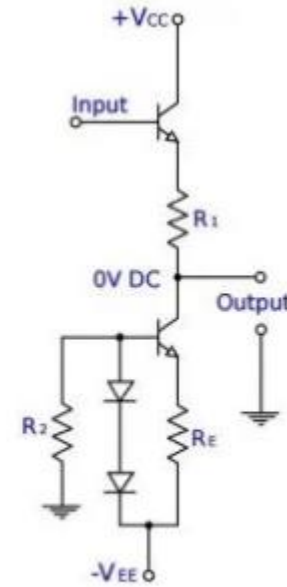 +VCC
Input
R1
0V DC
Output
R2
RE
-VEE